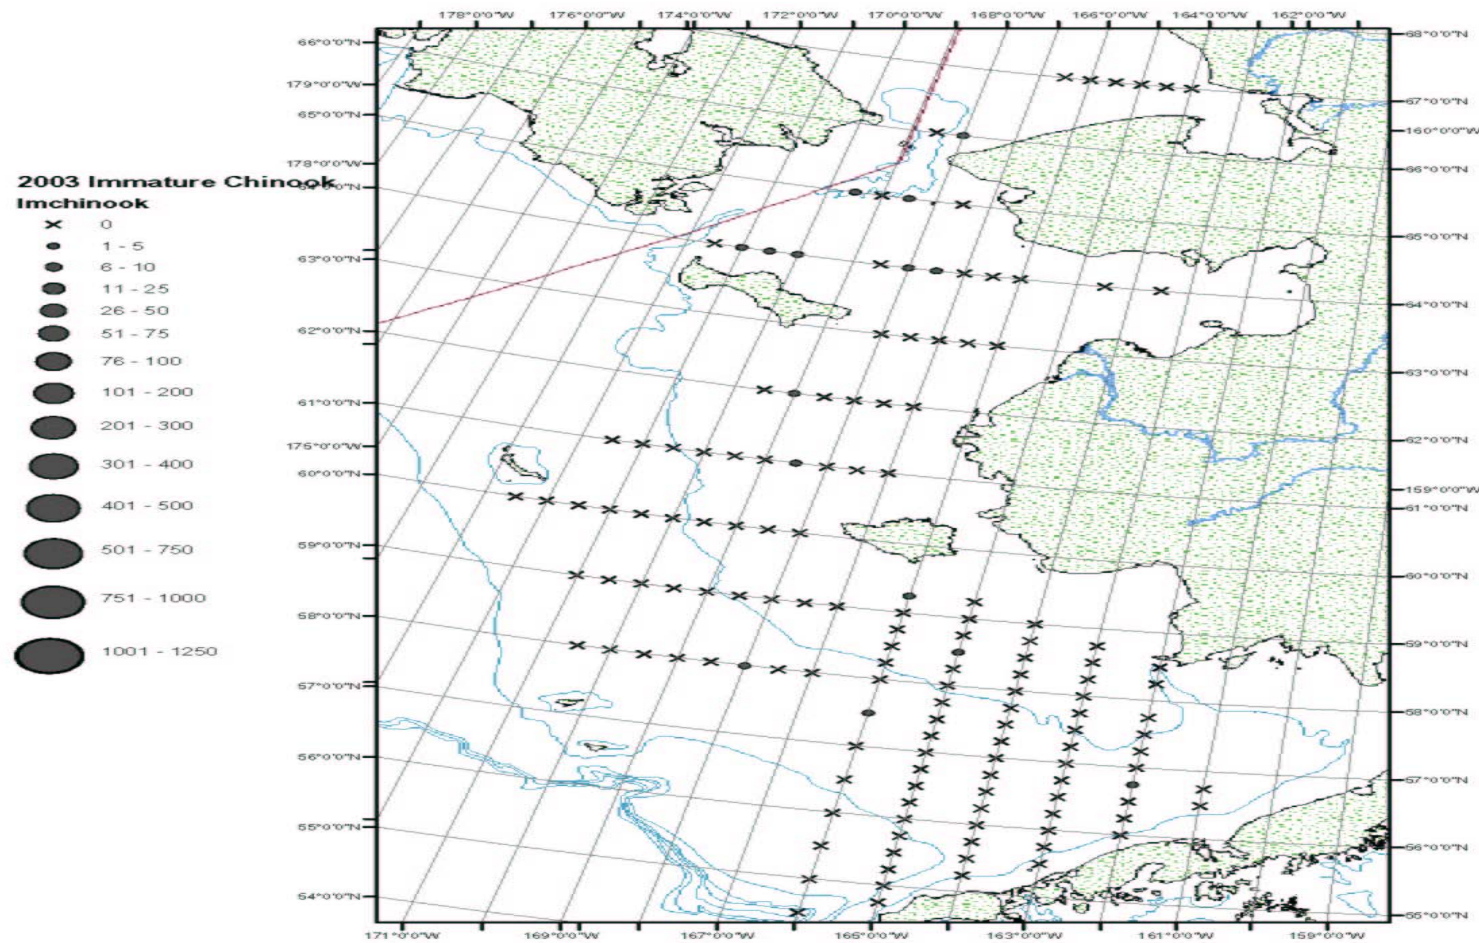 178°0'0"W 176°0'0"W 174°0'0"W 172°0'0"W 170°0'0"W 168°0'0"W 166°0'0"W 164°0'0"W 162°0'0"W
66°0'0"N
179°0'0"W
65°0'0"N
178°0'0"W
64°0'0"N
63°0'0"N
62°0'0"N
61°0'0"N
175°0'0"W
60°0'0"N
59°0'0"N
58°0'0"N
57°0'0"N
56°0'0"N
55°0'0"N
54°0'0"N
2003 Immature Chinook
Imchinook
0
1 - 5
6 - 10
11 - 25
26 - 50
51 - 75
76 - 100
101 - 200
201 - 300
301 - 400
401 - 500
501 - 750
751 - 1000
1001 - 1250
68°0'0"N
67°0'0"N
160°0'0"W
66°0'0"N
65°0'0"N
64°0'0"N
63°0'0"N
62°0'0"N
159°0'0"W
61°0'0"N
60°0'0"N
59°0'0"N
58°0'0"N
57°0'0"N
56°0'0"N
55°0'0"N
171°0'0"W 169°0'0"W 167°0'0"W 165°0'0"W 163°0'0"W 161°0'0"W 159°0'0"W